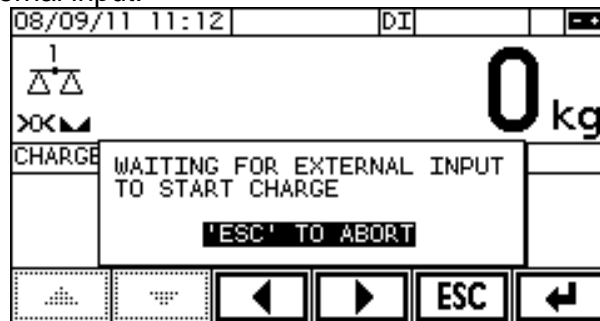 ernal input.
08/09/11 11:12 DI
1
0 kg
CHARGE
WAITING FOR EXTERNAL INPUT
TO START CHARGE
'ESC' TO ABORT
ESC